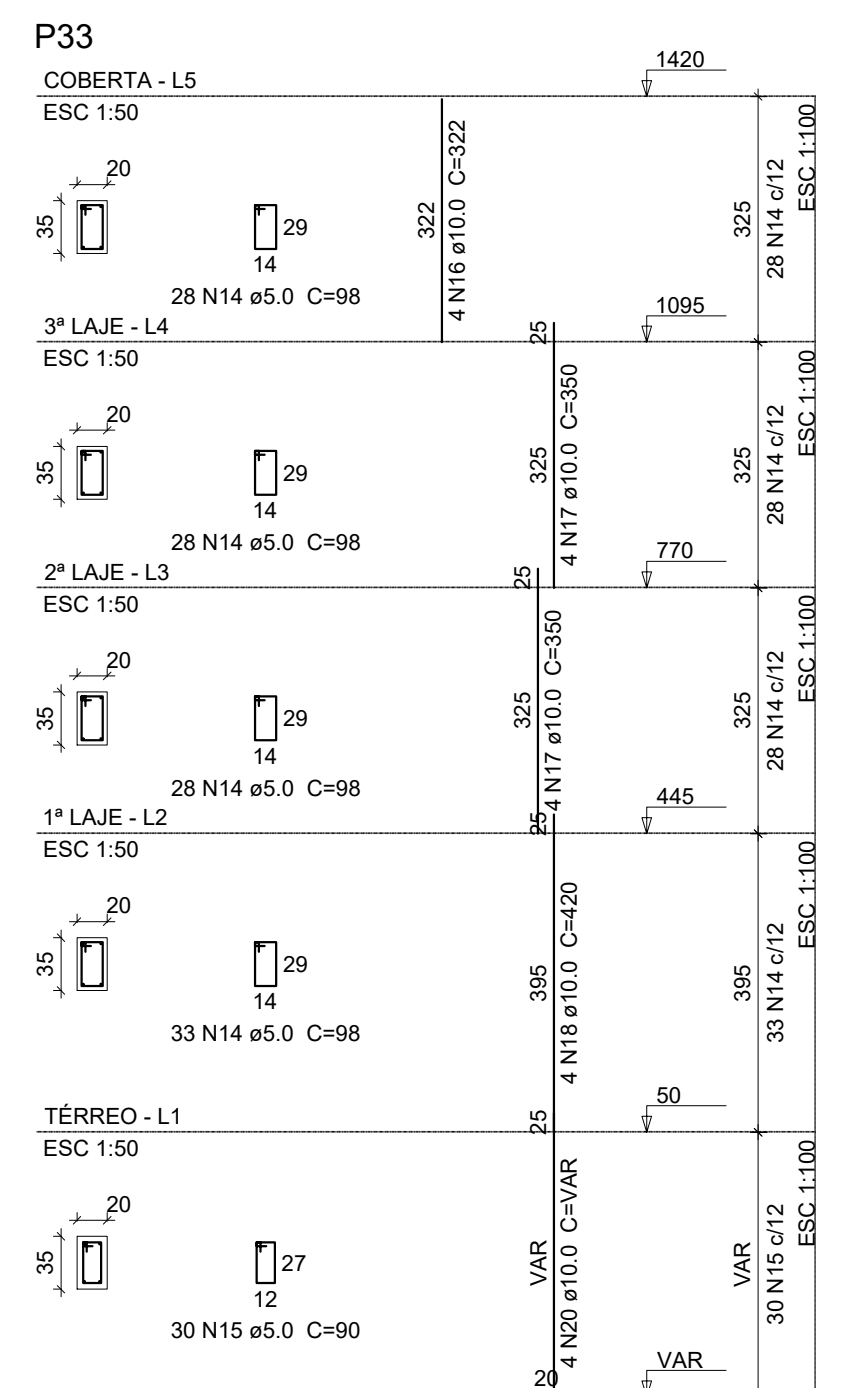 P33
COBERTA - L5
1420
ESC 1:50
20
35
29
14
28 N14 ø5.0 C=98
322
4 N16 ø10.0 C=322
325
28 N14 c/12
ESC 1:100
3ª LAJE - L4
1095
ESC 1:50
20
35
29
14
28 N14 ø5.0 C=98
25
325
4 N17 ø10.0 C=350
325
28 N14 c/12
ESC 1:100
2ª LAJE - L3
770
ESC 1:50
20
35
29
14
28 N14 ø5.0 C=98
25
325
4 N17 ø10.0 C=350
325
28 N14 c/12
ESC 1:100
1ª LAJE - L2
445
ESC 1:50
20
35
29
14
33 N14 ø5.0 C=98
25
395
4 N18 ø10.0 C=420
395
33 N14 c/12
ESC 1:100
TÉRREO - L1
50
ESC 1:50
20
35
27
12
30 N15 ø5.0 C=90
25
VAR
4 N20 ø10.0 C=VAR
20
VAR
30 N15 c/12
ESC 1:100
VAR